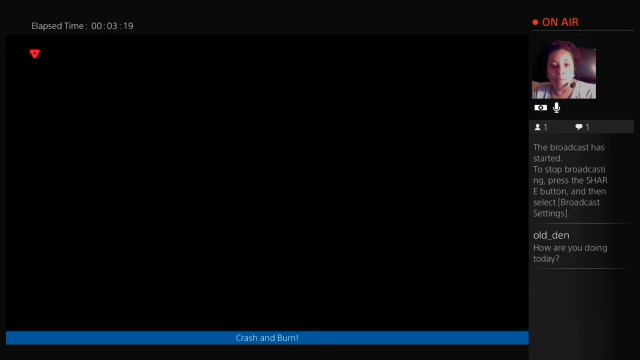 Elapsed Time : 00 : 03 : 19
ON AIR
1 1
The broadcast has
started.
To stop broadcasti
ng, press the SHAR
E button, and then
select [Broadcast
Settings].
old_den
How are you doing
today?
Crash and Burn!